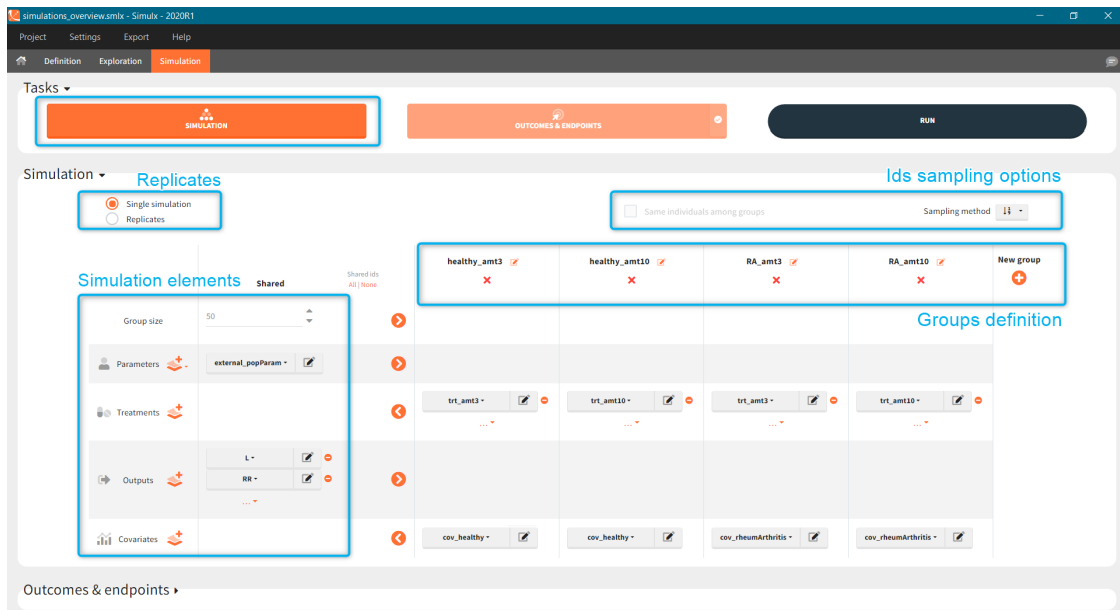 simulations_overview.smlx - Simulx - 2020R1
Project Settings Export Help
Definition Exploration Simulation
Tasks
SIMULATION
OUTCOMES & ENDPOINTS
RUN
Simulation
Replicates
Ids sampling options
Single simulation
Replicates
Same individuals among groups
Sampling method
Simulation elements
Shared
Shared ids
All | None
healthy_amt3
healthy_amt10
RA_amt3
RA_amt10
New group
Groups definition
Group size
50
Parameters
external_popParam
Treatments
trt_amt3
trt_amt10
trt_amt3
trt_amt10
...
...
...
...
Outputs
L
RR
...
Covariates
cov_healthy
cov_healthy
cov_rheumArthritis
cov_rheumArthritis
Outcomes & endpoints